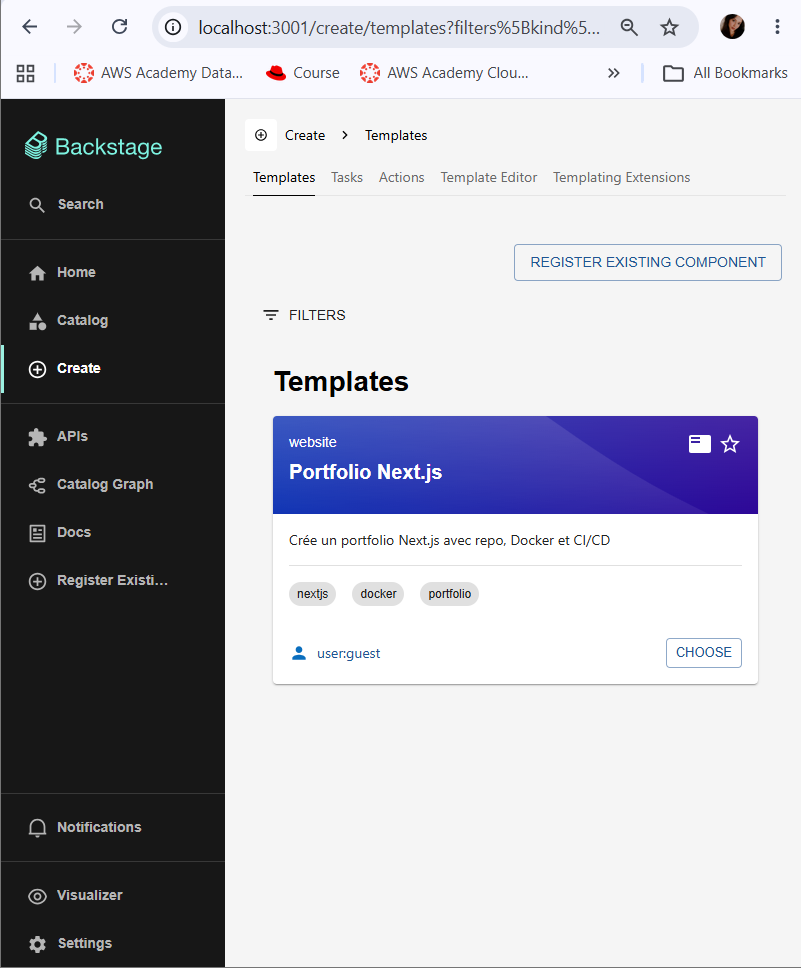 localhost:3001/create/templates?filters%5Bkind%5...
AWS Academy Data...
Course
AWS Academy Clou...
All Bookmarks
Backstage
Search
Home
Catalog
Create
APIs
Catalog Graph
Docs
Register Existi...
Notifications
Visualizer
Settings
Create
Templates
Templates
Tasks
Actions
Template Editor
Templating Extensions
REGISTER EXISTING COMPONENT
FILTERS
Templates
website
Portfolio Next.js
Crée un portfolio Next.js avec repo, Docker et CI/CD
nextjs
docker
portfolio
user:guest
CHOOSE